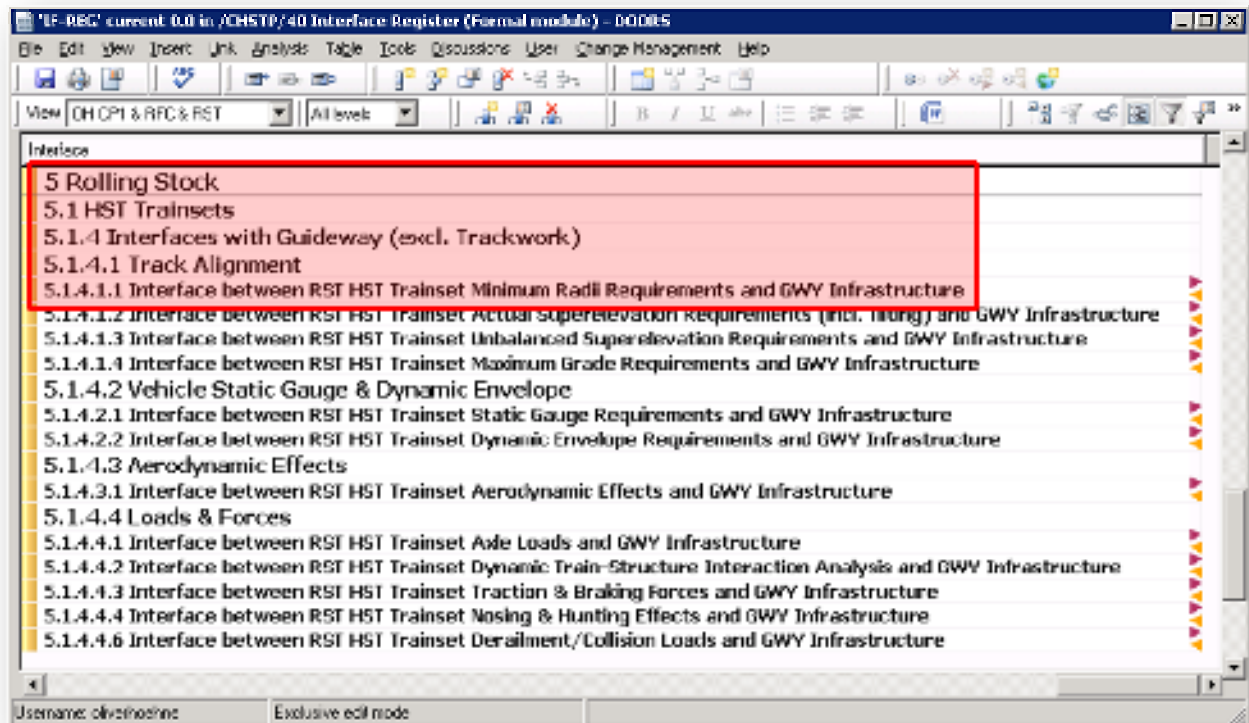 'IF-REG' current 0.0 in /CHSTP/40 Interface Register (Formal module) - DOORS
File Edit View Insert Link Analysis Table Tools Discussions User Change Management Help
View OH CP1 & RFC & RST All levels B I U abc
Interface
5 Rolling Stock
5.1 HST Trainsets
5.1.4 Interfaces with Guideway (excl. Trackwork)
5.1.4.1 Track Alignment
5.1.4.1.1 Interface between RST HST Trainset Minimum Radii Requirements and GWY Infrastructure
5.1.4.1.2 Interface between RST HST Trainset Actual Superelevation Requirements (incl. Tilting) and GWY Infrastructure
5.1.4.1.3 Interface between RST HST Trainset Unbalanced Superelevation Requirements and GWY Infrastructure
5.1.4.1.4 Interface between RST HST Trainset Maximum Grade Requirements and GWY Infrastructure
5.1.4.2 Vehicle Static Gauge & Dynamic Envelope
5.1.4.2.1 Interface between RST HST Trainset Static Gauge Requirements and GWY Infrastructure
5.1.4.2.2 Interface between RST HST Trainset Dynamic Envelope Requirements and GWY Infrastructure
5.1.4.3 Aerodynamic Effects
5.1.4.3.1 Interface between RST HST Trainset Aerodynamic Effects and GWY Infrastructure
5.1.4.4 Loads & Forces
5.1.4.4.1 Interface between RST HST Trainset Axle Loads and GWY Infrastructure
5.1.4.4.2 Interface between RST HST Trainset Dynamic Train-Structure Interaction Analysis and GWY Infrastructure
5.1.4.4.3 Interface between RST HST Trainset Traction & Braking Forces and GWY Infrastructure
5.1.4.4.4 Interface between RST HST Trainset Nosing & Hunting Effects and GWY Infrastructure
5.1.4.4.6 Interface between RST HST Trainset Derailment/Collision Loads and GWY Infrastructure
Username: oliverhoehne Exclusive edit mode